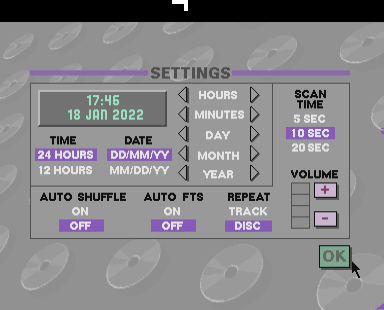 SETTINGS
17:46
18 JAN 2022
HOURS
MINUTES
DAY
MONTH
YEAR
TIME
24 HOURS
12 HOURS
DATE
DD/MM/YY
MM/DD/YY
SCAN
TIME
5 SEC
10 SEC
20 SEC
VOLUME
+
-
AUTO SHUFFLE
ON
OFF
AUTO FTS
ON
OFF
REPEAT
TRACK
DISC
OK